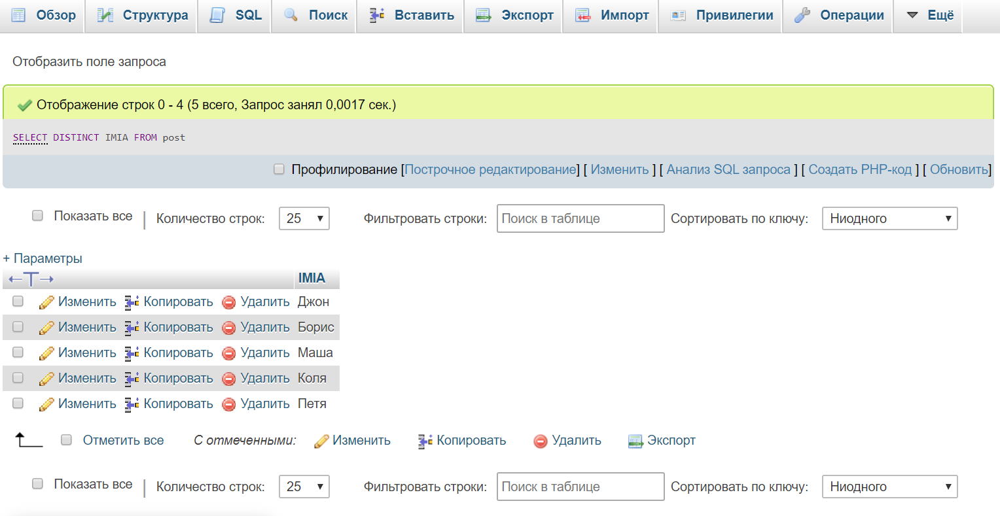 Обзор Структура SQL Поиск Вставить Экспорт Импорт Привилегии Операции Ещё
Отобразить поле запроса
Отображение строк 0 - 4 (5 всего, Запрос занял 0,0017 сек.)
SELECT DISTINCT IMIA FROM post
Профилирование [Построчное редактирование] [ Изменить ] [ Анализ SQL запроса ] [ Создать PHP-код ] [ Обновить]
Показать все | Количество строк: 25 Фильтровать строки: Поиск в таблице Сортировать по ключу: Ниодного
+ Параметры
←T→ IMIA
Изменить Копировать Удалить Джон
Изменить Копировать Удалить Борис
Изменить Копировать Удалить Маша
Изменить Копировать Удалить Коля
Изменить Копировать Удалить Петя
Отметить все С отмеченными: Изменить Копировать Удалить Экспорт
Показать все | Количество строк: 25 Фильтровать строки: Поиск в таблице Сортировать по ключу: Ниодного